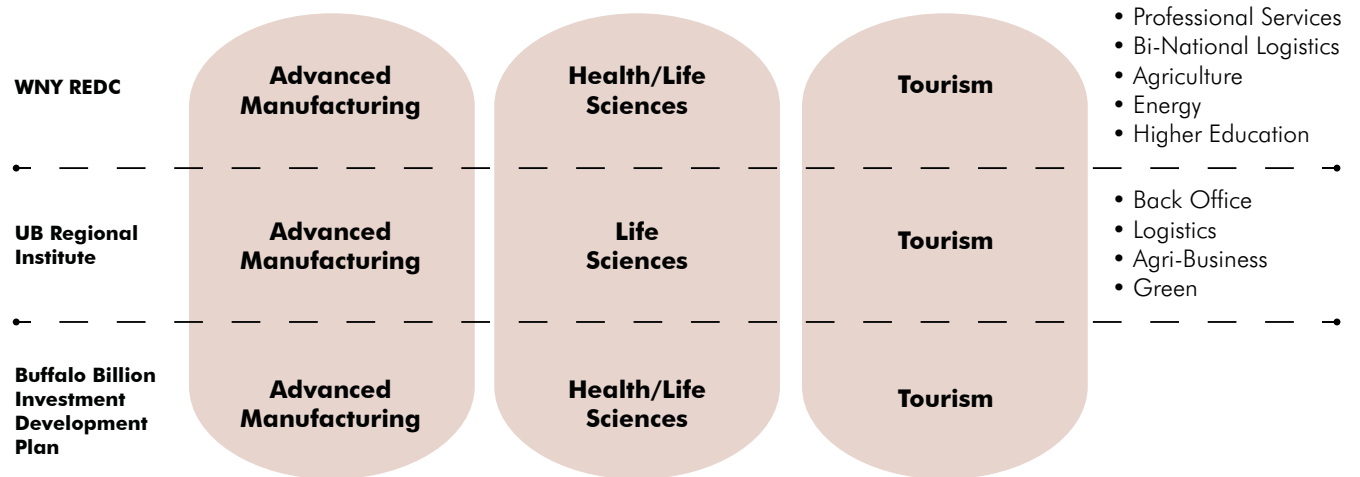 WNY REDC
Advanced
Manufacturing
Health/Life
Sciences
Tourism
• Professional Services
• Bi-National Logistics
• Agriculture
• Energy
• Higher Education
UB Regional
Institute
Advanced
Manufacturing
Life
Sciences
Tourism
• Back Office
• Logistics
• Agri-Business
• Green
Buffalo Billion
Investment
Development
Plan
Advanced
Manufacturing
Health/Life
Sciences
Tourism